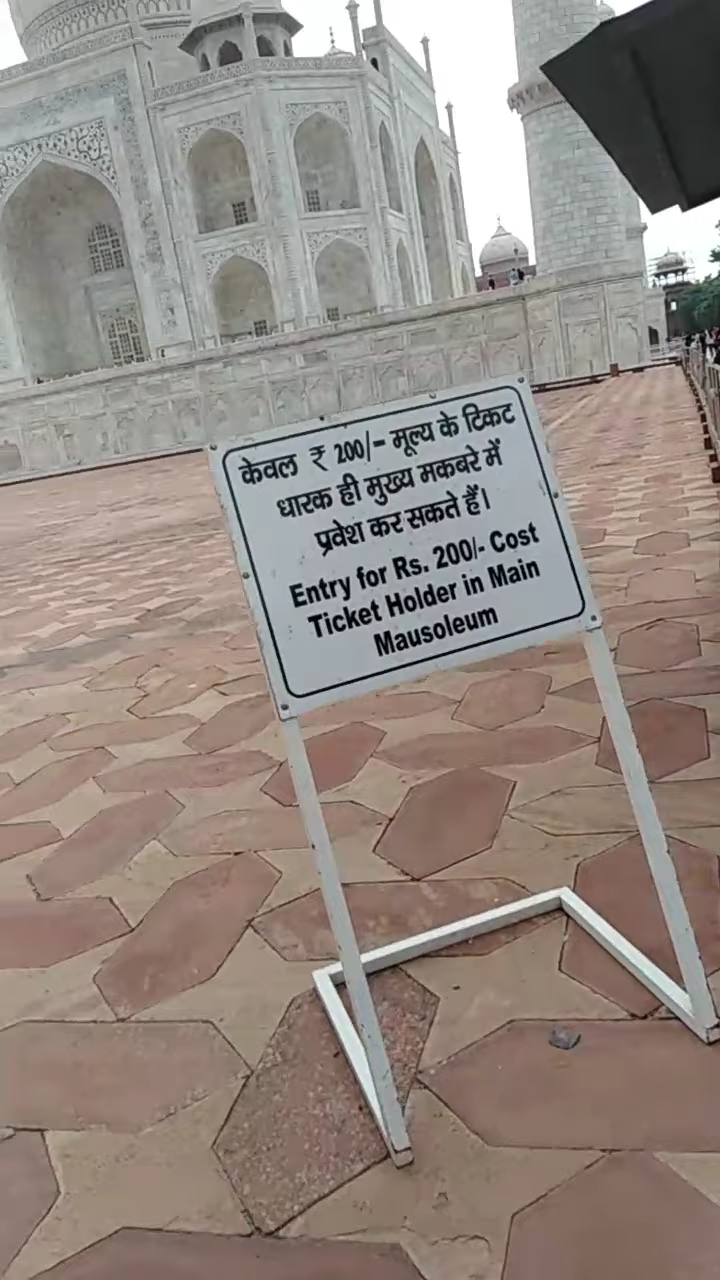 केवल ₹ 200/- मूल्य के टिकट
धारक ही मुख्य मकबरे में
प्रवेश कर सकते हैं।
Entry for Rs. 200/- Cost
Ticket Holder in Main
Mausoleum